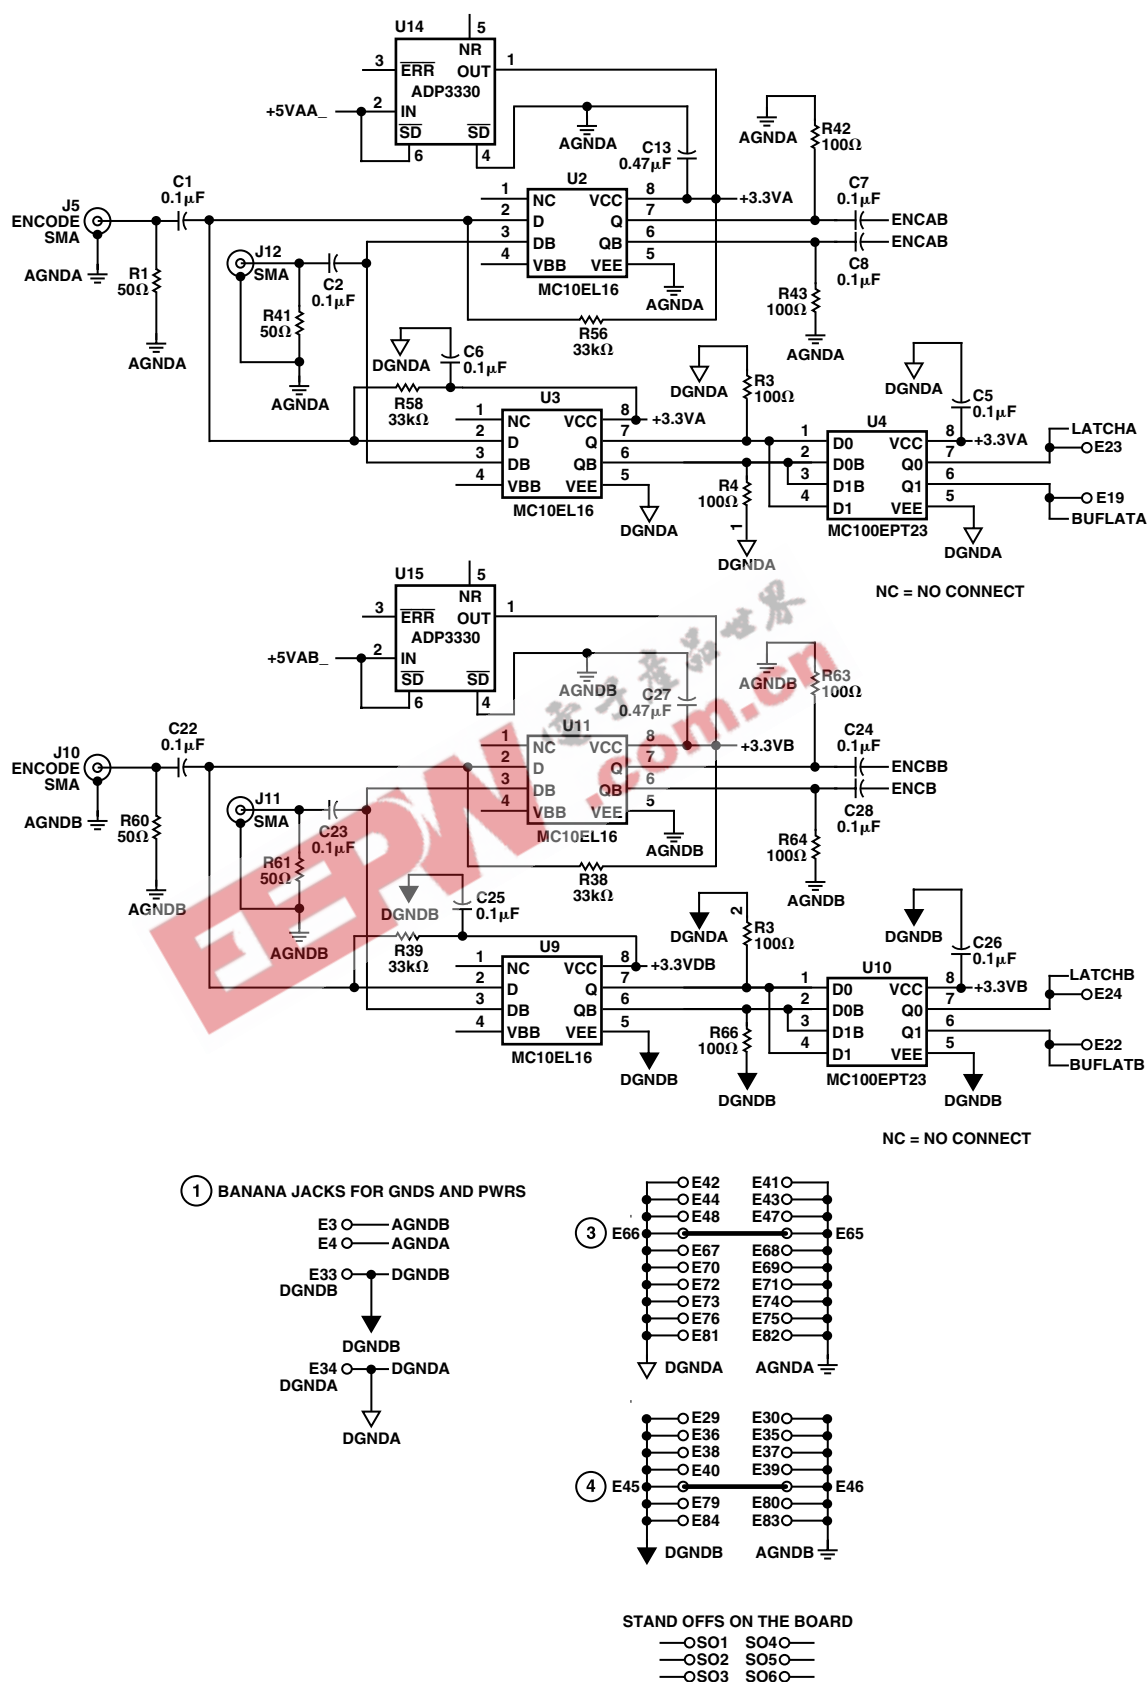 U14
5
NR
3
ERR
OUT
1
ADP3330
+5VAA_
2
IN
SD
SD
6
4
AGNDA
C13
0.47µF
AGNDA
R42
100Ω
J5
ENCODE
SMA
C1
0.1µF
U2
1
NC
VCC
8
+3.3VA
2
D
Q
7
3
DB
QB
6
4
VBB
VEE
5
MC10EL16
AGNDA
C7
0.1µF
ENCAB
ENCAB
C8
0.1µF
AGNDA
R1
50Ω
AGNDA
J12
SMA
C2
0.1µF
R41
50Ω
AGNDA
R43
100Ω
AGNDA
R56
33kΩ
DGNDA
C6
0.1µF
R58
33kΩ
U3
1
NC
VCC
8
+3.3VA
2
D
Q
7
3
DB
QB
6
4
VBB
VEE
5
MC10EL16
DGNDA
DGNDA
R3
100Ω
R4
100Ω
1
DGNDA
DGNDA
C5
0.1µF
U4
1
D0
VCC
8
+3.3VA
2
D0B
Q0
7
3
D1B
Q1
6
4
D1
VEE
5
MC100EPT23
DGNDA
LATCHA
E23
E19
BUFLATA
NC = NO CONNECT
U15
5
NR
3
ERR
OUT
1
ADP3330
+5VAB_
2
IN
SD
SD
6
4
AGNDB
C27
0.47µF
AGNDB
R63
100Ω
電子產品世界
EEPW
.com.cn
J10
ENCODE
SMA
C22
0.1µF
U11
1
NC
VCC
8
+3.3VB
2
D
Q
7
3
DB
QB
6
4
VBB
VEE
5
MC10EL16
AGNDB
C24
0.1µF
ENCBB
ENCB
C28
0.1µF
AGNDB
R60
50Ω
AGNDB
J11
SMA
C23
0.1µF
R61
50Ω
AGNDB
R64
100Ω
AGNDB
R38
33kΩ
DGNDB
C25
0.1µF
R39
33kΩ
U9
1
NC
VCC
8
+3.3VDB
2
D
Q
7
3
DB
QB
6
4
VBB
VEE
5
MC10EL16
DGNDB
DGNDA
2
R3
100Ω
R66
100Ω
DGNDB
DGNDB
C26
0.1µF
U10
1
D0
VCC
8
+3.3VB
2
D0B
Q0
7
3
D1B
Q1
6
4
D1
VEE
5
MC100EPT23
DGNDB
LATCHB
E24
E22
BUFLATB
NC = NO CONNECT
1 BANANA JACKS FOR GNDS AND PWRS
E3 AGNDB
E4 AGNDA
E33 DGNDB
DGNDB
DGNDB
E34 DGNDA
DGNDA
DGNDA
E42 E41
E44 E43
E48 E47
3 E66 E65
E67 E68
E70 E69
E72 E71
E73 E74
E76 E75
E81 E82
DGNDA AGNDA
E29 E30
E36 E35
E38 E37
E40 E39
4 E45 E46
E79 E80
E84 E83
DGNDB AGNDB
STAND OFFS ON THE BOARD
SO1 SO4
SO2 SO5
SO3 SO6